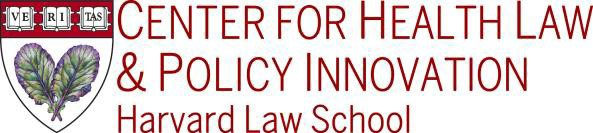 VE RI TAS
CENTER FOR HEALTH LAW
& POLICY INNOVATION
Harvard Law School